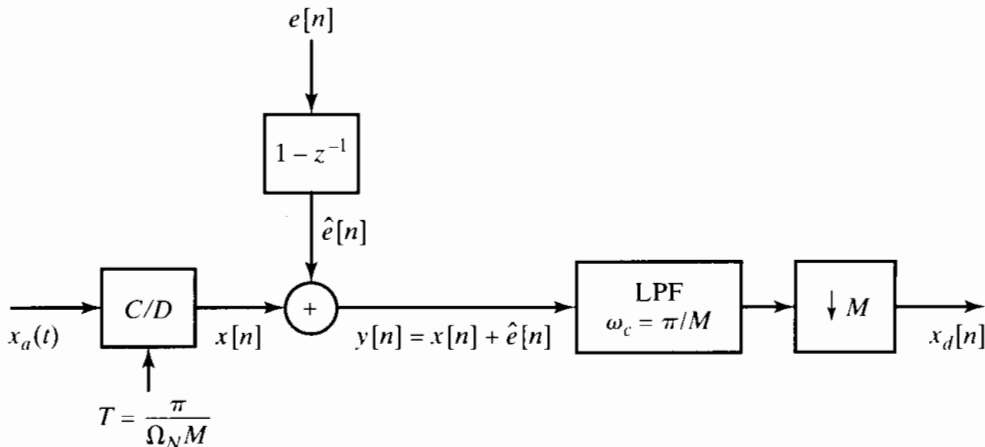 e[n]
1 − z⁻¹
ê[n]
C/D
+
LPF
ω_c = π/M
↓ M
x_a(t)
x[n]
y[n] = x[n] + ê[n]
x_d[n]
T = π / Ω_N M